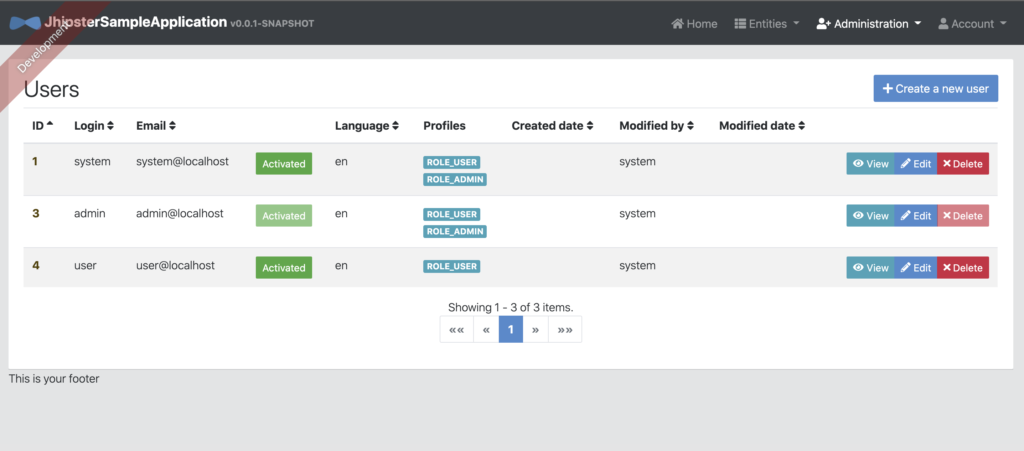 JhipsterSampleApplication v0.0.1-SNAPSHOT Home Entities Administration Account
Development
Users
Create a new user
ID Login Email Language Profiles Created date Modified by Modified date
1 system system@localhost Activated en ROLE_USER system View Edit Delete
ROLE_ADMIN
3 admin admin@localhost Activated en ROLE_USER system View Edit Delete
ROLE_ADMIN
4 user user@localhost Activated en ROLE_USER system View Edit Delete
Showing 1 - 3 of 3 items.
«« « 1 » »»
This is your footer